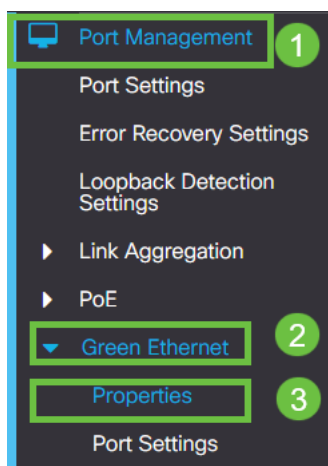 Port Management
1
Port Settings
Error Recovery Settings
Loopback Detection
Settings
Link Aggregation
PoE
Green Ethernet
2
Properties
3
Port Settings